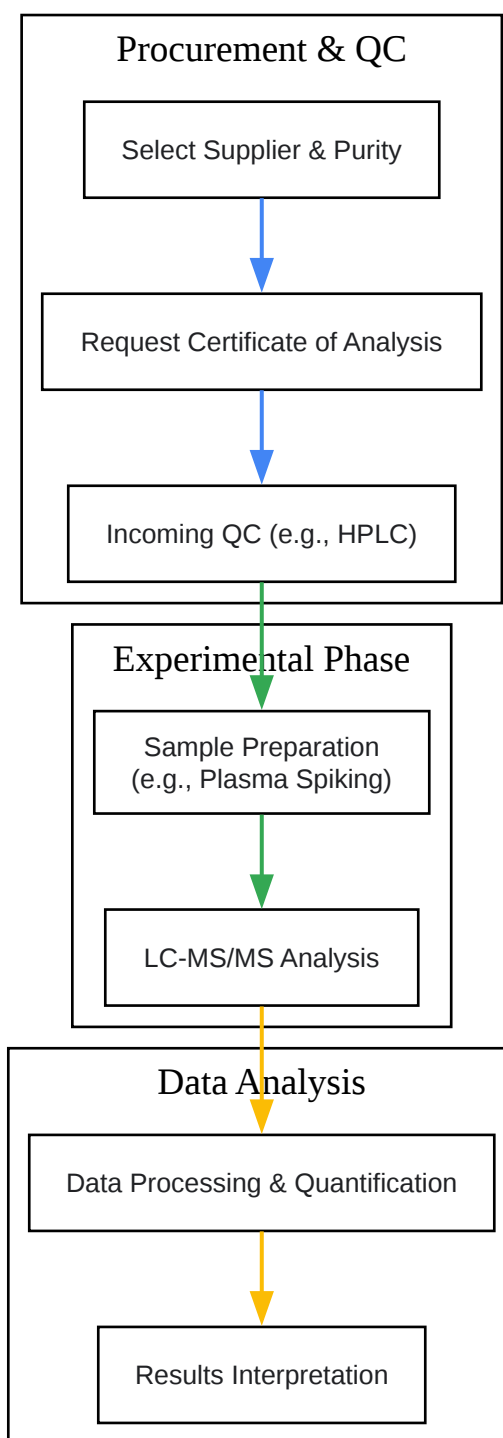 Procurement & QC
Select Supplier & Purity
Request Certificate of Analysis
Incoming QC (e.g., HPLC)
Experimental Phase
Sample Preparation
(e.g., Plasma Spiking)
LC-MS/MS Analysis
Data Analysis
Data Processing & Quantification
Results Interpretation